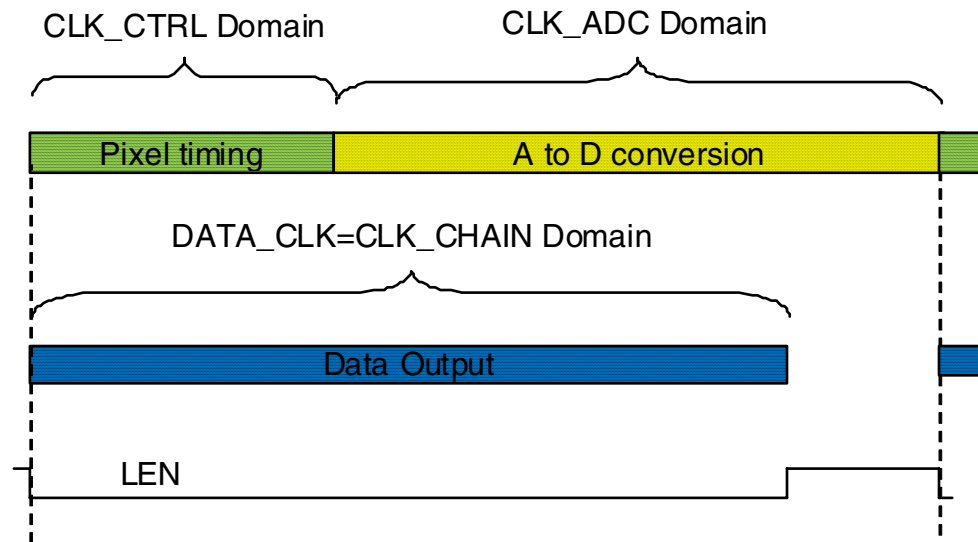 CLK_CTRL Domain
CLK_ADC Domain
Pixel timing
A to D conversion
DATA_CLK=CLK_CHAIN Domain
Data Output
LEN